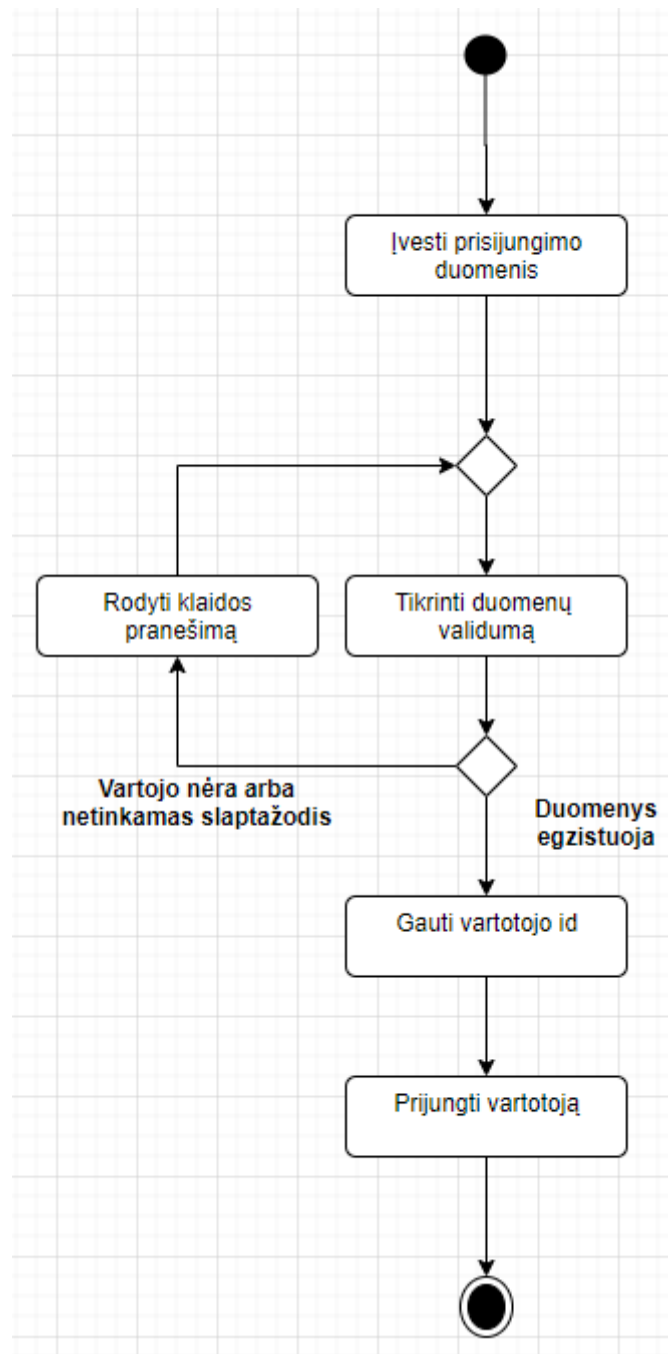 Įvesti prisijungimo
duomenis
Rodyti klaidos
pranešimą
Tikrinti duomenų
validumą
Vartojo nėra arba
netinkamas slaptažodis
Duomenys
egzistuoja
Gauti vartotojo id
Prijungti vartotoją